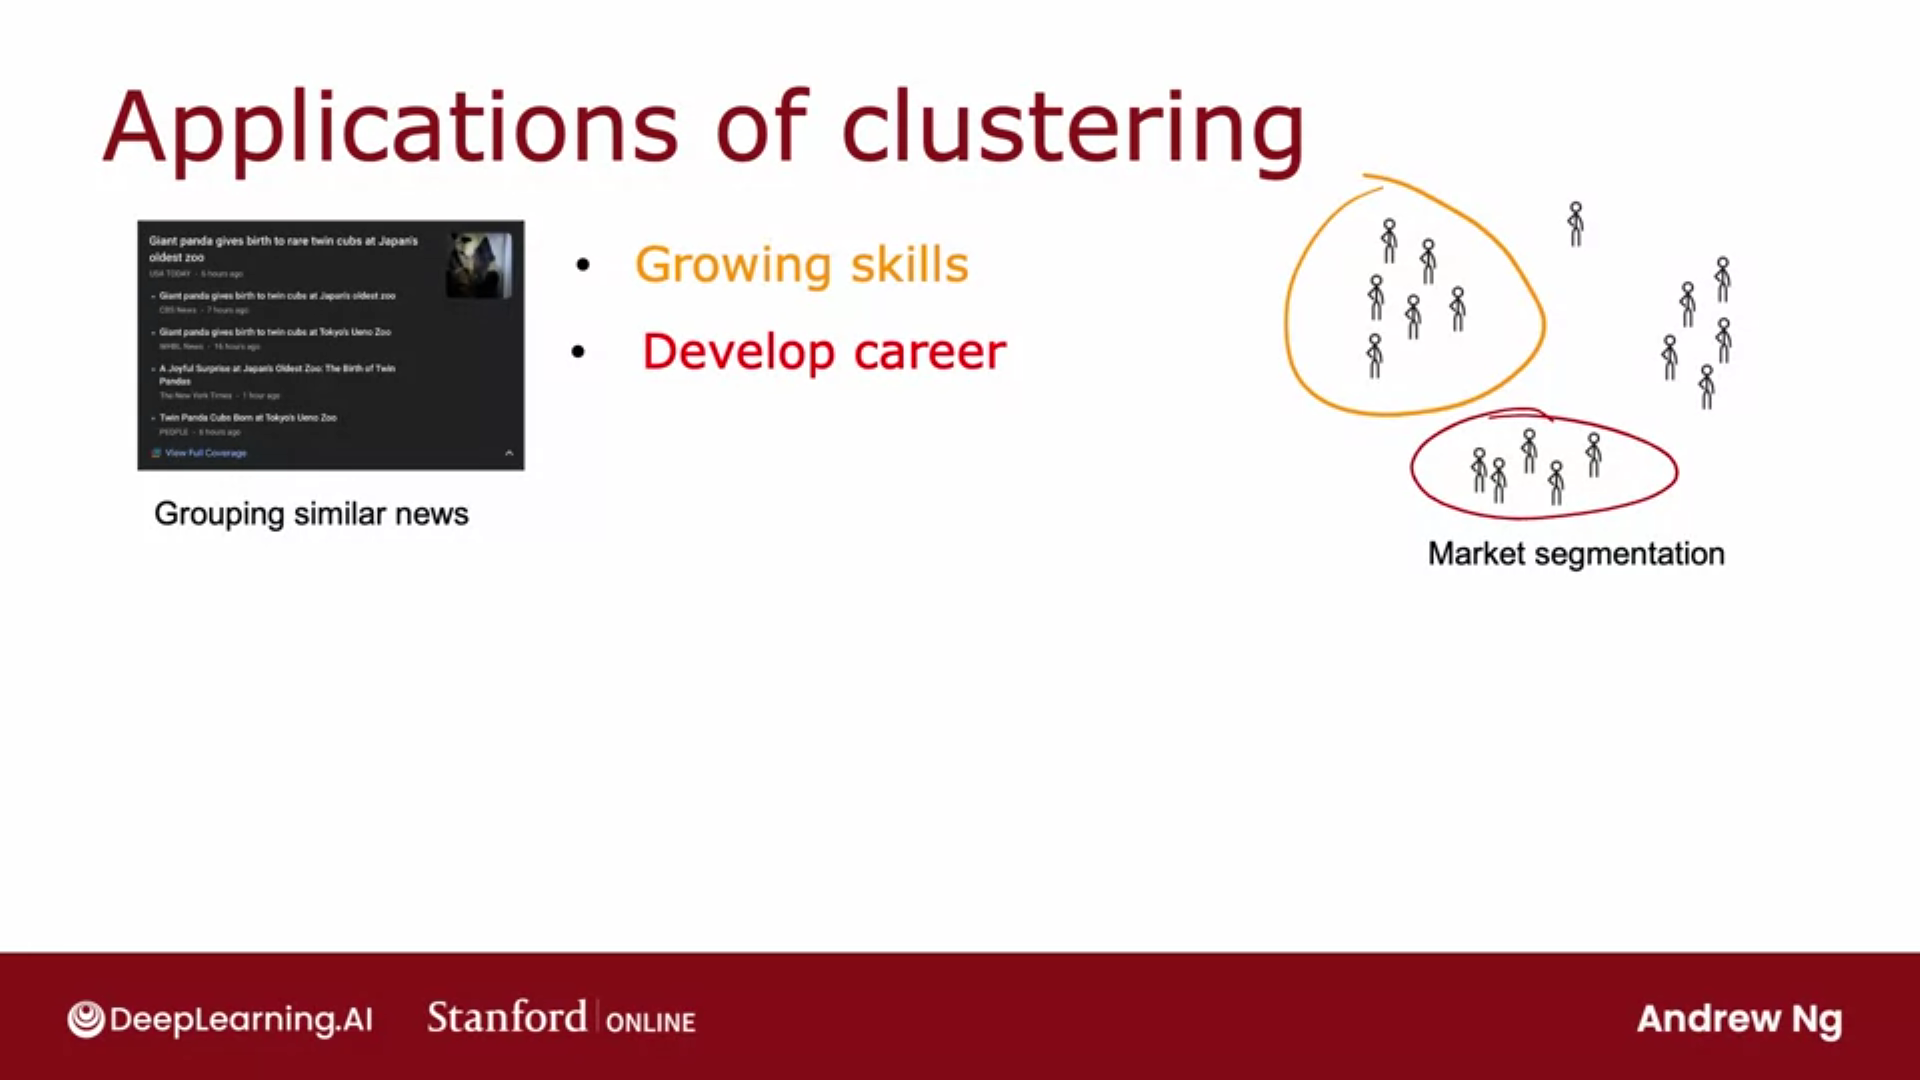 Applications of clustering
Giant panda gives birth to rare twin cubs at Japan's
oldest zoo
USA TODAY · 6 hours ago
Giant panda gives birth to twin cubs at Japan's oldest zoo
CBS News · 7 hours ago
Giant panda gives birth to twin cubs at Tokyo's Ueno Zoo
WHBL News · 16 hours ago
A Joyful Surprise at Japan's Oldest Zoo: The Birth of Twin
Pandas
The New York Times · 1 hour ago
Twin Panda Cubs Born at Tokyo's Ueno Zoo
PEOPLE · 6 hours ago
View Full Coverage
Grouping similar news
• Growing skills
• Develop career
Market segmentation
DeepLearning.AI
Stanford ONLINE
Andrew Ng